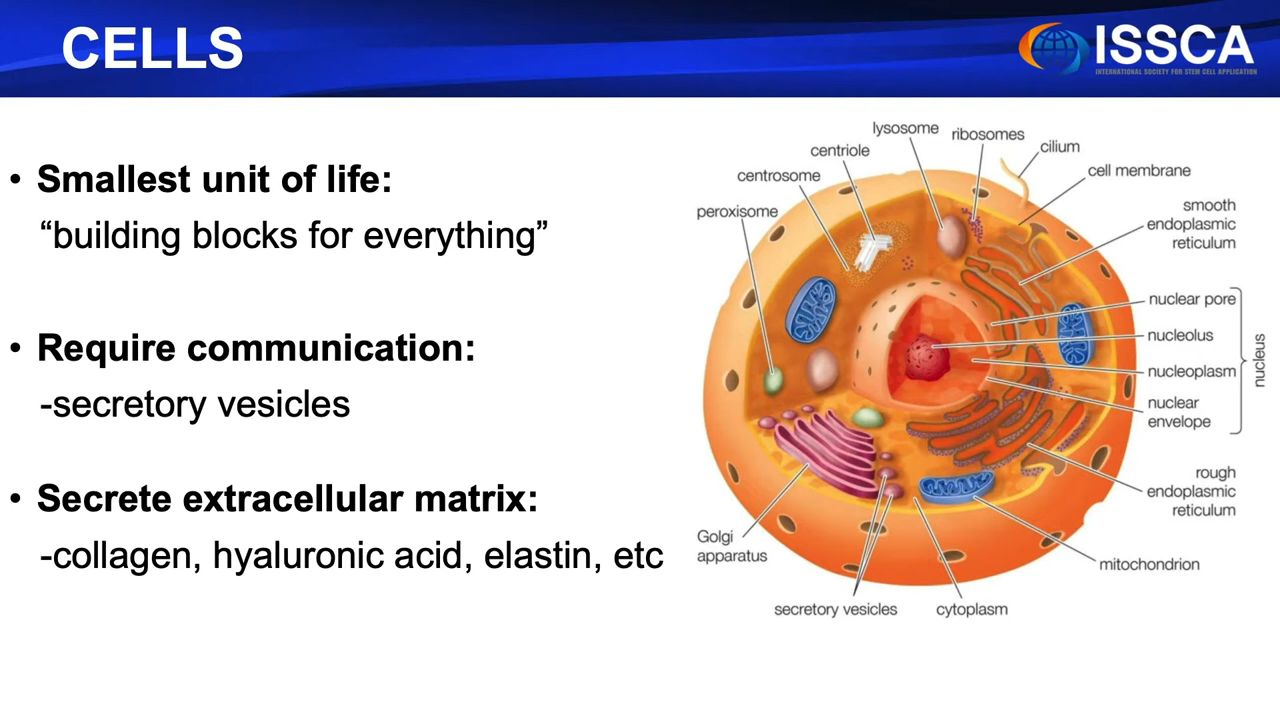 CELLS
ISSCA
INTERNATIONAL SOCIETY FOR STEM CELL APPLICATION
• Smallest unit of life:
“building blocks for everything”
• Require communication:
-secretory vesicles
• Secrete extracellular matrix:
-collagen, hyaluronic acid, elastin, etc
lysosome
ribosomes
centriole
cilium
centrosome
cell membrane
peroxisome
smooth
endoplasmic
reticulum
nuclear pore
nucleolus
nucleus
nucleoplasm
nuclear
envelope
rough
endoplasmic
reticulum
Golgi
apparatus
mitochondrion
secretory vesicles
cytoplasm